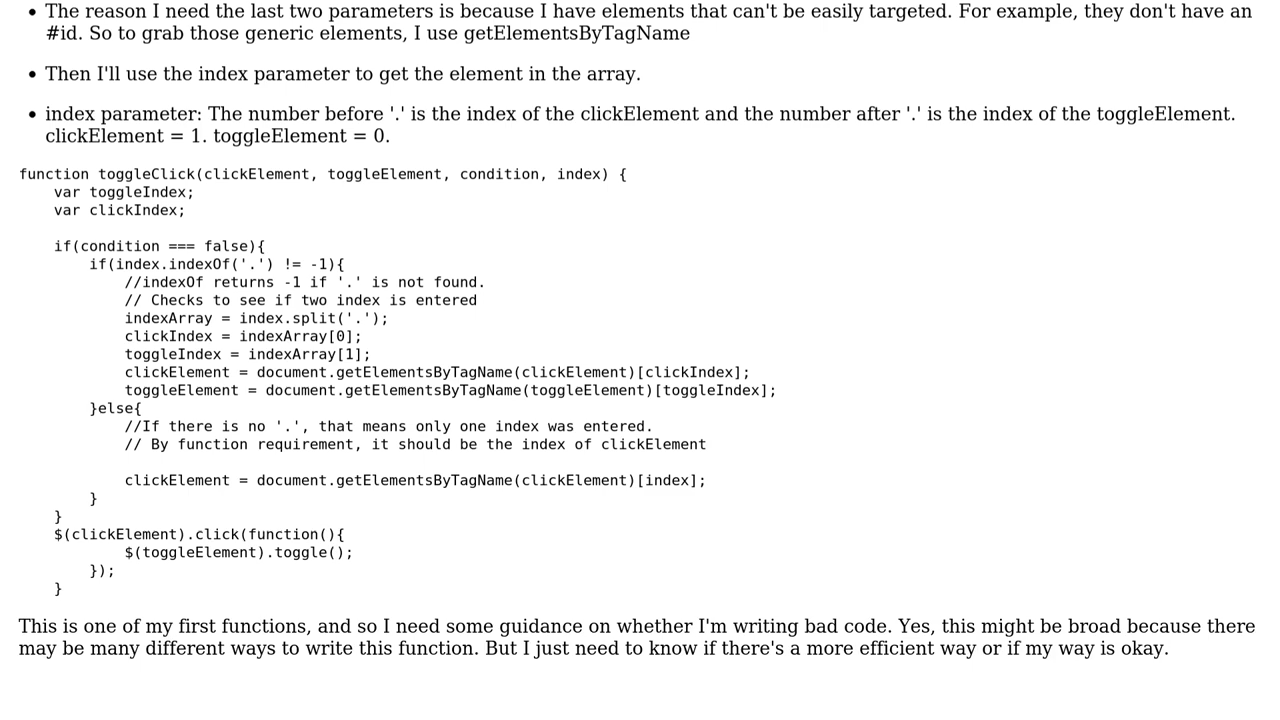 • The reason I need the last two parameters is because I have elements that can't be easily targeted. For example, they don't have an
#id. So to grab those generic elements, I use getElementsByTagName
• Then I'll use the index parameter to get the element in the array.
• index parameter: The number before '.' is the index of the clickElement and the number after '.' is the index of the toggleElement.
clickElement = 1. toggleElement = 0.
function toggleClick(clickElement, toggleElement, condition, index) {
    var toggleIndex;
    var clickIndex;

    if(condition === false){
        if(index.indexOf('.') != -1){
            //indexOf returns -1 if '.' is not found.
            // Checks to see if two index is entered
            indexArray = index.split('.');
            clickIndex = indexArray[0];
            toggleIndex = indexArray[1];
            clickElement = document.getElementsByTagName(clickElement)[clickIndex];
            toggleElement = document.getElementsByTagName(toggleElement)[toggleIndex];
        }else{
            //If there is no '.', that means only one index was entered.
            // By function requirement, it should be the index of clickElement

            clickElement = document.getElementsByTagName(clickElement)[index];
        }
    }
    $(clickElement).click(function(){
            $(toggleElement).toggle();
        });
    }
This is one of my first functions, and so I need some guidance on whether I'm writing bad code. Yes, this might be broad because there
may be many different ways to write this function. But I just need to know if there's a more efficient way or if my way is okay.